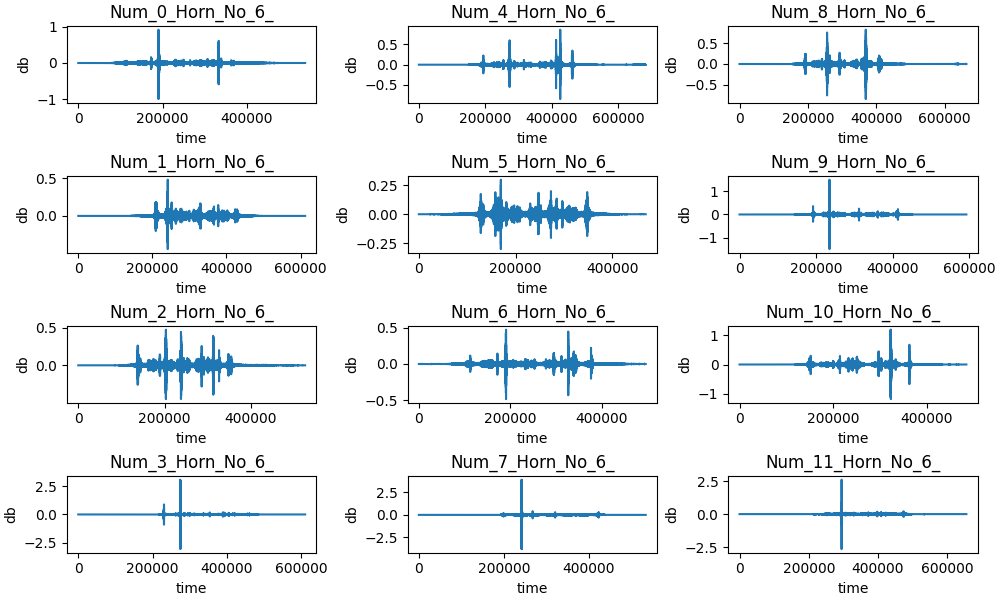 Num_0_Horn_No_6_
Num_4_Horn_No_6_
Num_8_Horn_No_6_
1
0
−1
db
0 200000 400000
time
0.5
0.0
−0.5
db
0 200000 400000 600000
time
0.5
0.0
−0.5
db
0 200000 400000 600000
time
Num_1_Horn_No_6_
Num_5_Horn_No_6_
Num_9_Horn_No_6_
0.5
0.0
db
0 200000 400000 600000
time
0.25
0.00
−0.25
db
0 200000 400000
time
1
0
−1
db
0 200000 400000 600000
time
Num_2_Horn_No_6_
Num_6_Horn_No_6_
Num_10_Horn_No_6_
0.5
0.0
db
0 200000 400000
time
0.5
0.0
−0.5
db
0 200000 400000
time
1
0
−1
db
0 200000 400000
time
Num_3_Horn_No_6_
Num_7_Horn_No_6_
Num_11_Horn_No_6_
2.5
0.0
−2.5
db
0 200000 400000 600000
time
2.5
0.0
−2.5
db
0 200000 400000
time
2.5
0.0
−2.5
db
0 200000 400000 600000
time